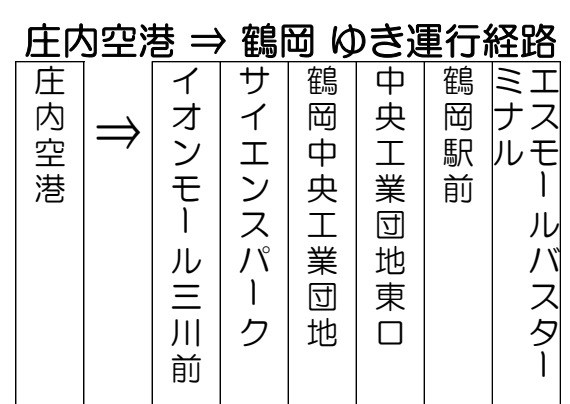 庄内空港 ⇒ 鶴岡 ゆき運行経路
庄内空港
⇒
イオンモール三川前
サイエンスパーク
鶴岡中央工業団地
中央工業団地東口
鶴岡駅前
エスモールバスター
ミナル